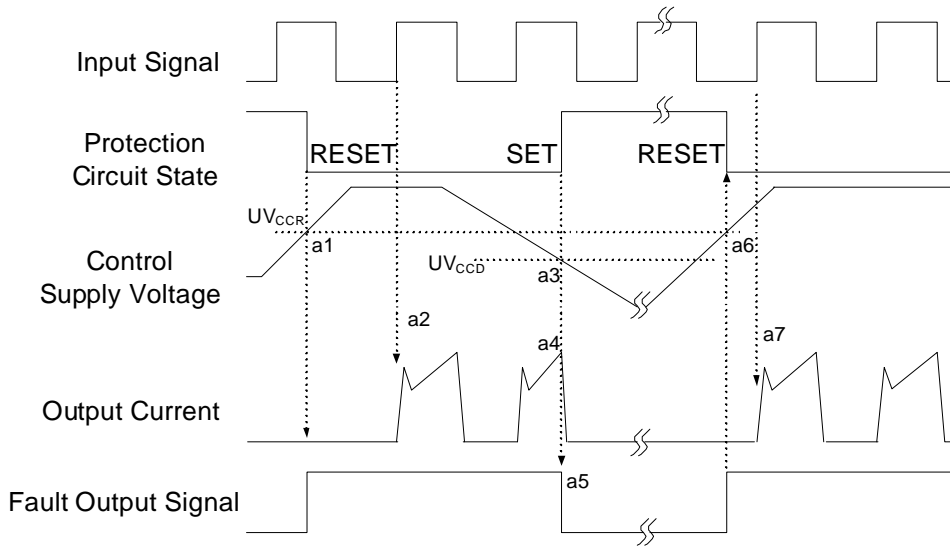 Input Signal
Protection
Circuit State
RESET
SET
RESET
UVCCR
a1
a6
Control
Supply Voltage
UVCCD
a3
a2
a4
a7
Output Current
Fault Output Signal
a5